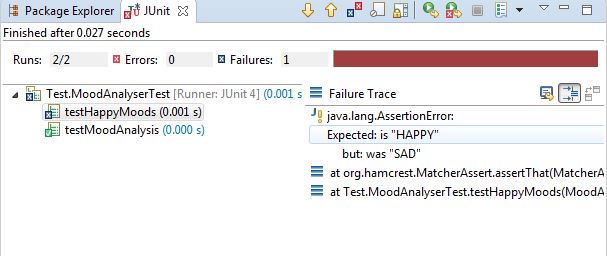 Package Explorer JUnit
Finished after 0.027 seconds
Runs: 2/2 Errors: 0 Failures: 1
Test.MoodAnalyserTest [Runner: JUnit 4] (0.001 s
testHappyMoods (0.001 s)
testMoodAnalysis (0.000 s)
Failure Trace
java.lang.AssertionError:
Expected: is "HAPPY"
but: was "SAD"
at org.hamcrest.MatcherAssert.assertThat(MatcherA
at Test.MoodAnalyserTest.testHappyMoods(MoodA